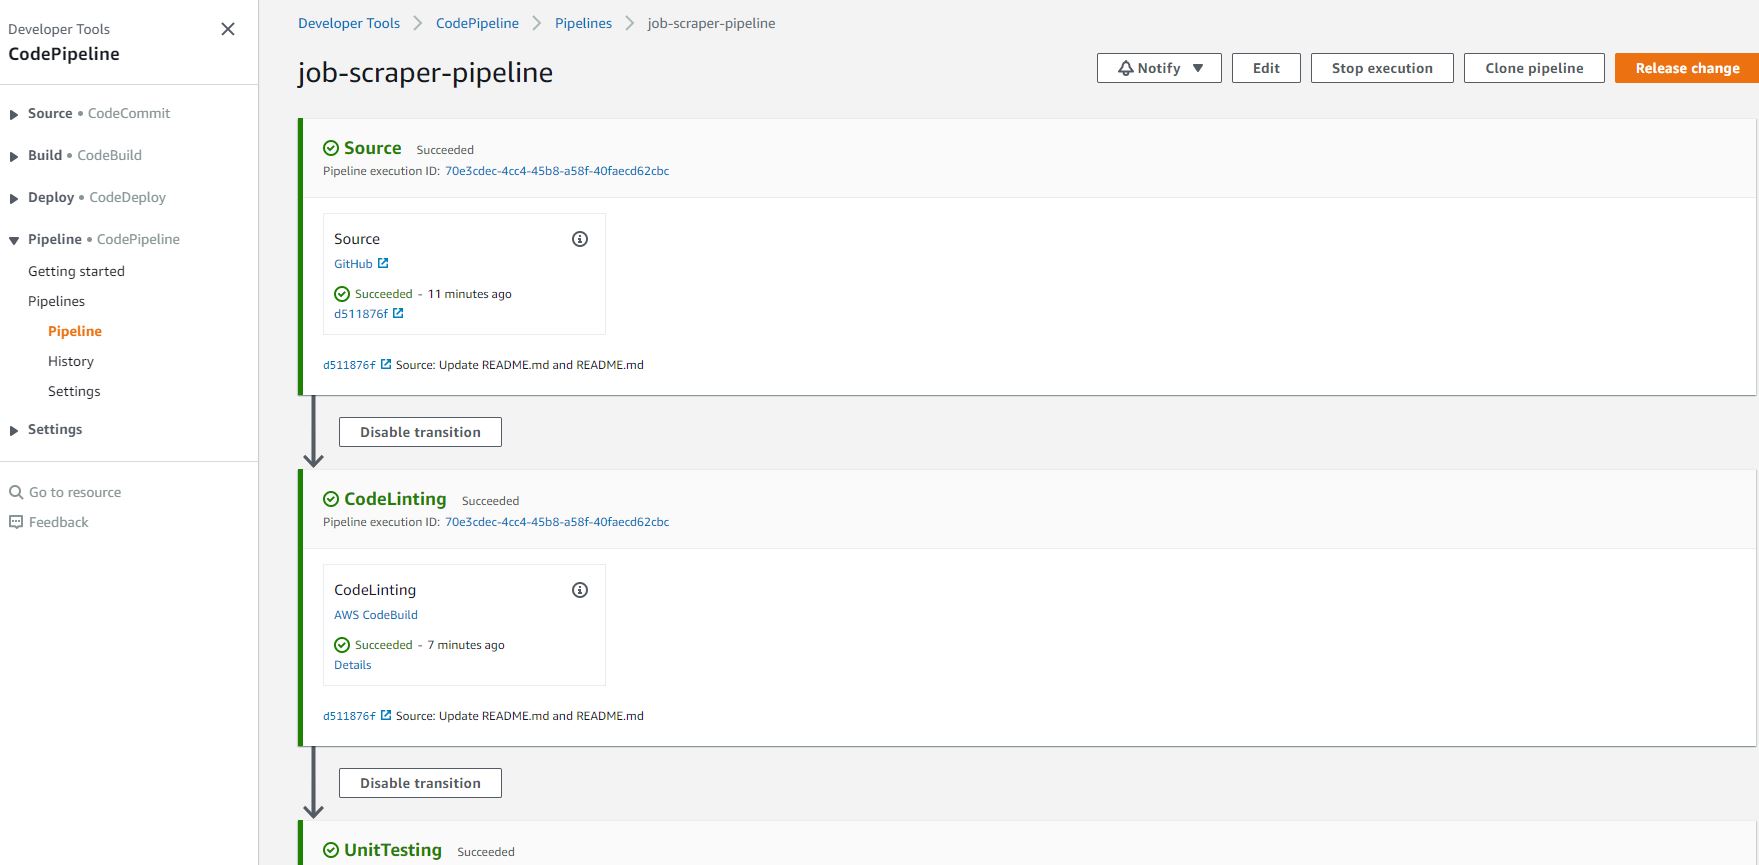 Developer Tools
CodePipeline
Source • CodeCommit
Build • CodeBuild
Deploy • CodeDeploy
Pipeline • CodePipeline
Getting started
Pipelines
Pipeline
History
Settings
Settings
Go to resource
Feedback
Developer Tools CodePipeline Pipelines job-scraper-pipeline
job-scraper-pipeline
Notify Edit Stop execution Clone pipeline Release change
Source Succeeded
Pipeline execution ID: 70e3cdec-4cc4-45b8-a58f-40faecd62cbc
Source
GitHub
Succeeded - 11 minutes ago
d511876f
d511876f Source: Update README.md and README.md
Disable transition
CodeLinting Succeeded
Pipeline execution ID: 70e3cdec-4cc4-45b8-a58f-40faecd62cbc
CodeLinting
AWS CodeBuild
Succeeded - 7 minutes ago
Details
d511876f Source: Update README.md and README.md
Disable transition
UnitTesting Succeeded